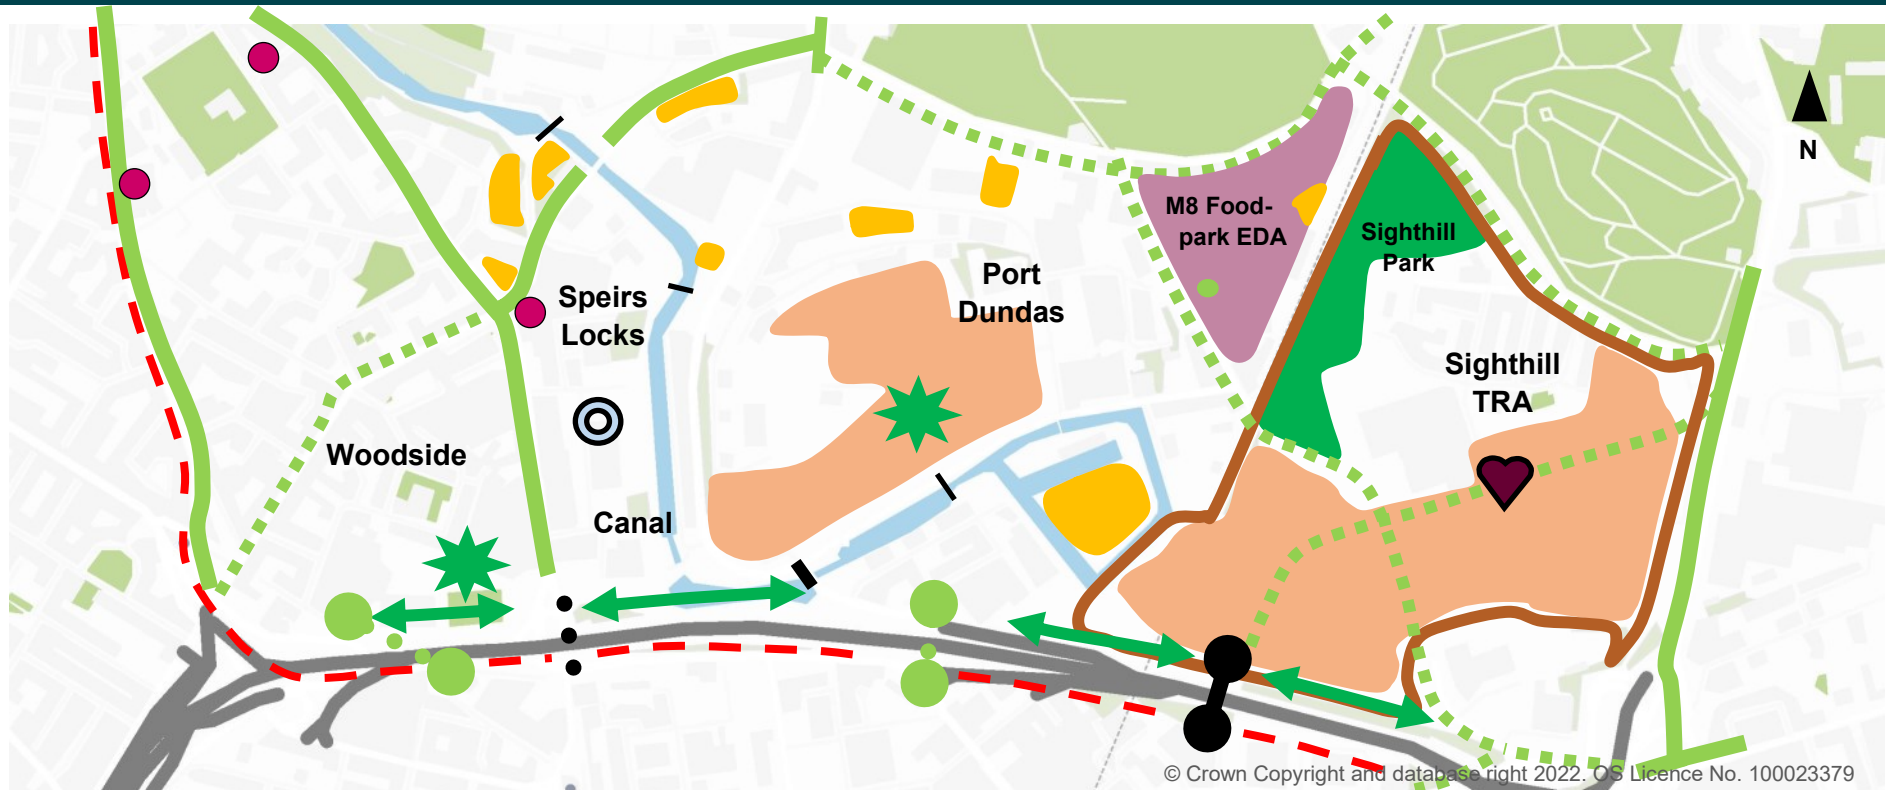 N
M8 Food-
park EDA
Sighthill
Park
Port
Dundas
Speirs
Locks
Sighthill
TRA
Woodside
Canal
© Crown Copyright and database right 2022. OS Licence No. 100023379